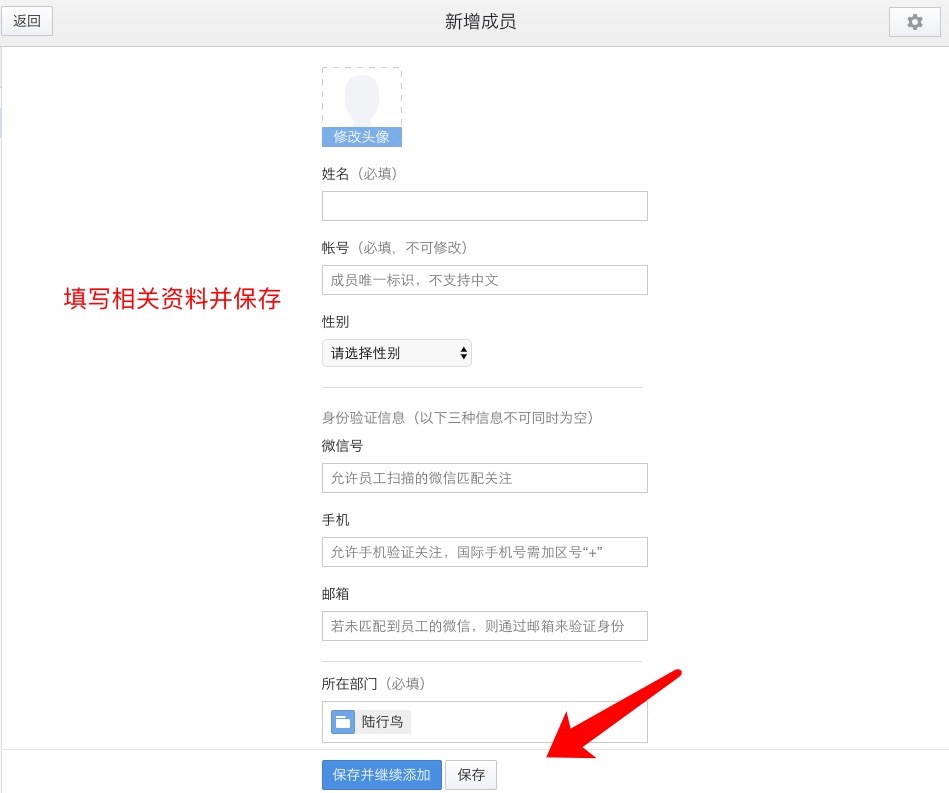 返回
新增成员
修改头像
姓名（必填）
帐号（必填，不可修改）
成员唯一标识，不支持中文
填写相关资料并保存
性别
请选择性别
身份验证信息（以下三种信息不可同时为空）
微信号
允许员工扫描的微信匹配关注
手机
允许手机验证关注，国际手机号需加区号“+”
邮箱
若未匹配到员工的微信，则通过邮箱来验证身份
所在部门（必填）
陆行鸟
保存并继续添加 保存